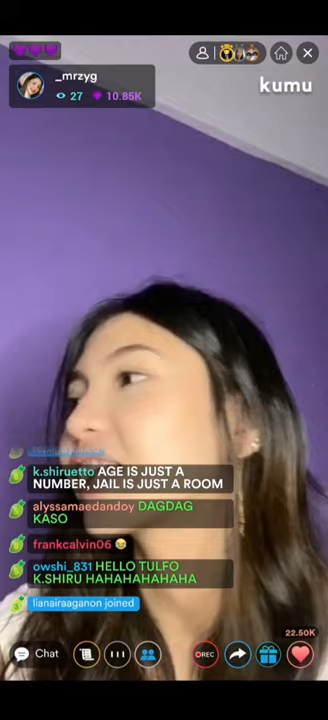 _mrzyg
27 10.85K
kumu
k.shiruetto AGE IS JUST A
NUMBER, JAIL IS JUST A ROOM
alyssamaedandoy DAGDAG
KASO
frankcalvin06 😂
owshi_831 HELLO TULFO
K.SHIRU HAHAHAHAHAHA
lianairaaganon joined
22.50K
Chat
REC